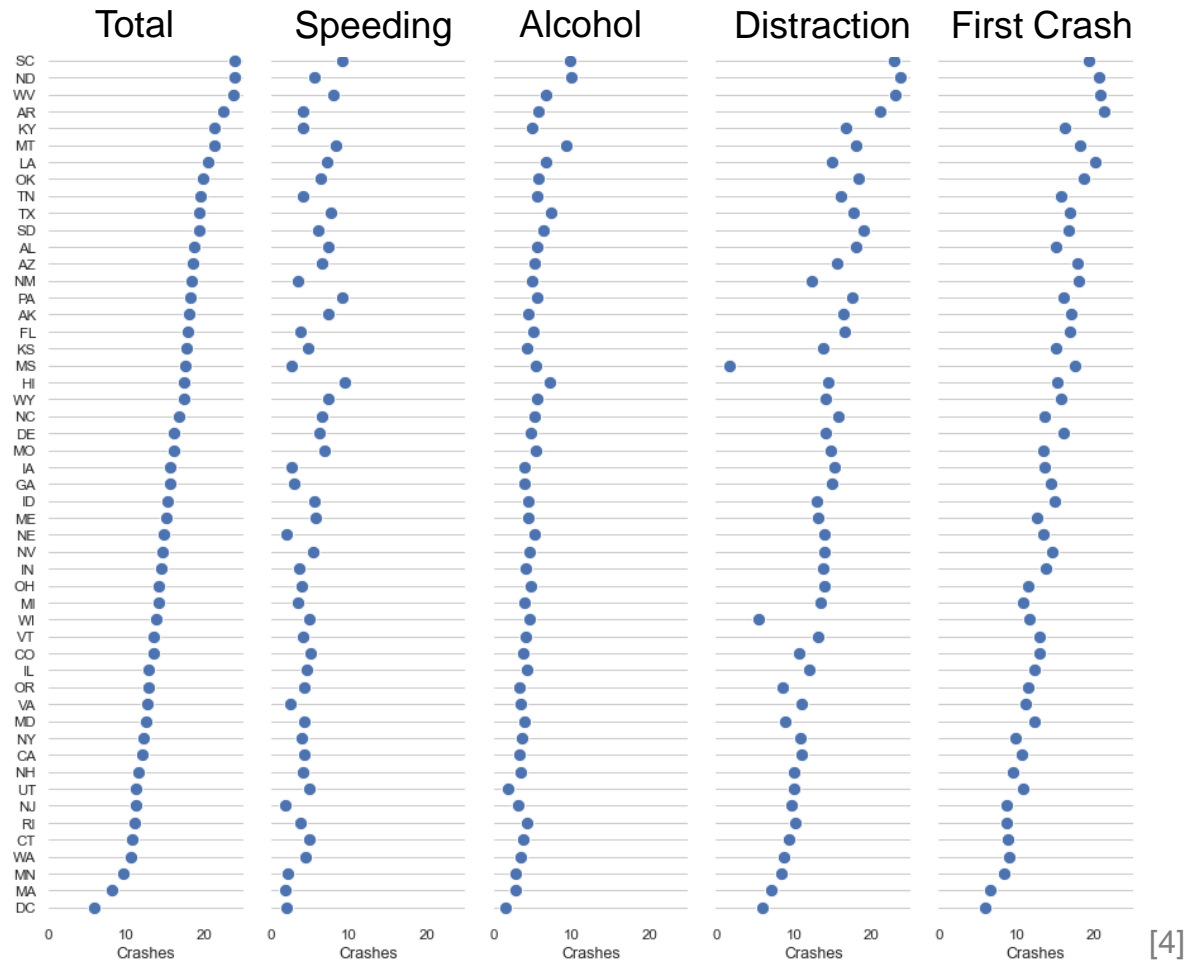 Total Speeding Alcohol Distraction First Crash
SC
ND
WV
AR
KY
MT
LA
OK
TN
TX
SD
AL
AZ
NM
PA
AK
FL
KS
MS
HI
WY
NC
DE
MO
IA
GA
ID
ME
NE
NV
IN
OH
MI
WI
VT
CO
IL
OR
VA
MD
NY
CA
NH
UT
NJ
RI
CT
WA
MN
MA
DC
0 10 20 0 10 20 0 10 20 0 10 20 0 10 20
Crashes Crashes Crashes Crashes Crashes
[4]